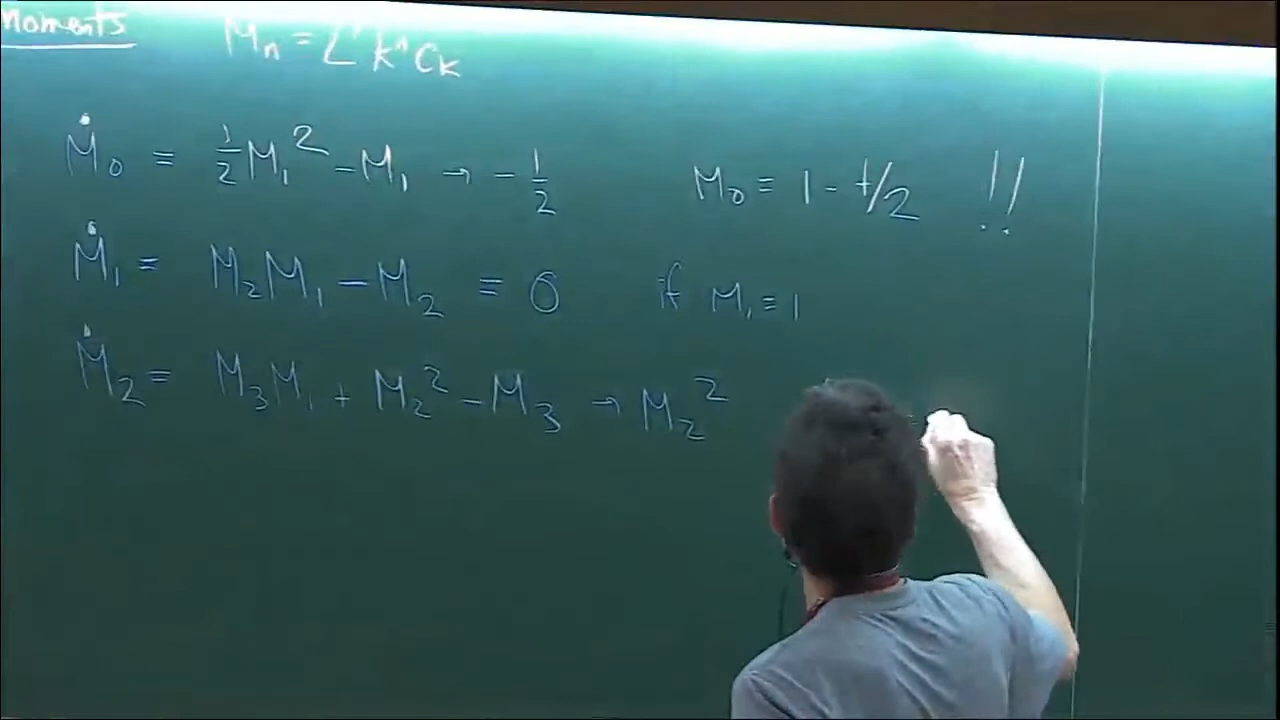 moments Mₙ = Σ kⁿ cₖ
Ṁ₀ = ½M₁² - M₁ → - ½ M₀ = 1 - t/2 !!
Ṁ₁ = M₂M₁ - M₂ = 0 if M₁ = 1
Ṁ₂ = M₃M₁ + M₂² - M₃ → M₂²